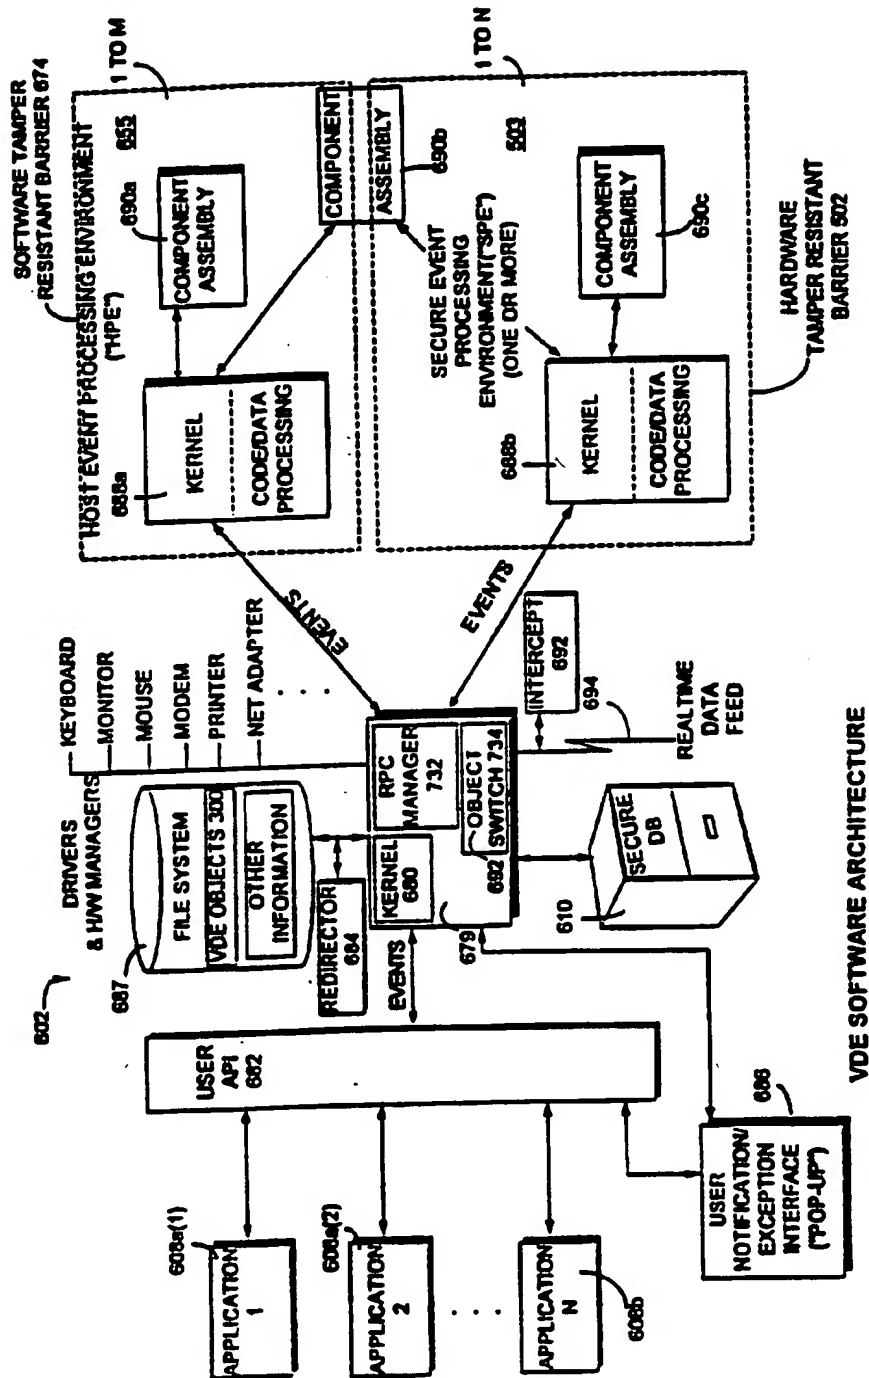 SOFTWARE TAMPER
RESISTANT BARRIER 674
HOST EVENT PROCESSING ENVIRONMENT
("HPE")
655
1 TO M
690a
COMPONENT
ASSEMBLY
688a
KERNEL
CODE/DATA
PROCESSING
COMPONENT
ASSEMBLY
690b
1 TO N
503
SECURE EVENT
PROCESSING
ENVIRONMENT("SPE")
(ONE OR MORE)
690c
COMPONENT
ASSEMBLY
688b
KERNEL
CODE/DATA
PROCESSING
HARDWARE
TAMPER RESISTANT
BARRIER 502
EVENTS
EVENTS
DRIVERS
& H/W MANAGERS
KEYBOARD
MONITOR
MOUSE
MODEM
PRINTER
NET ADAPTER
. . .
602
687
FILE SYSTEM
VDE OBJECTS 300
OTHER
INFORMATION
REDIRECTOR
684
KERNEL
680
RPC
MANAGER
732
692
OBJECT
SWITCH 734
679
INTERCEPT
692
694
REALTIME
DATA
FEED
610
SECURE
DB
EVENTS
USER
API
682
608a(1)
APPLICATION
1
608a(2)
APPLICATION
2
. . .
APPLICATION
N
608b
686
USER
NOTIFICATION/
EXCEPTION
INTERFACE
("POP-UP")
VDE SOFTWARE ARCHITECTURE